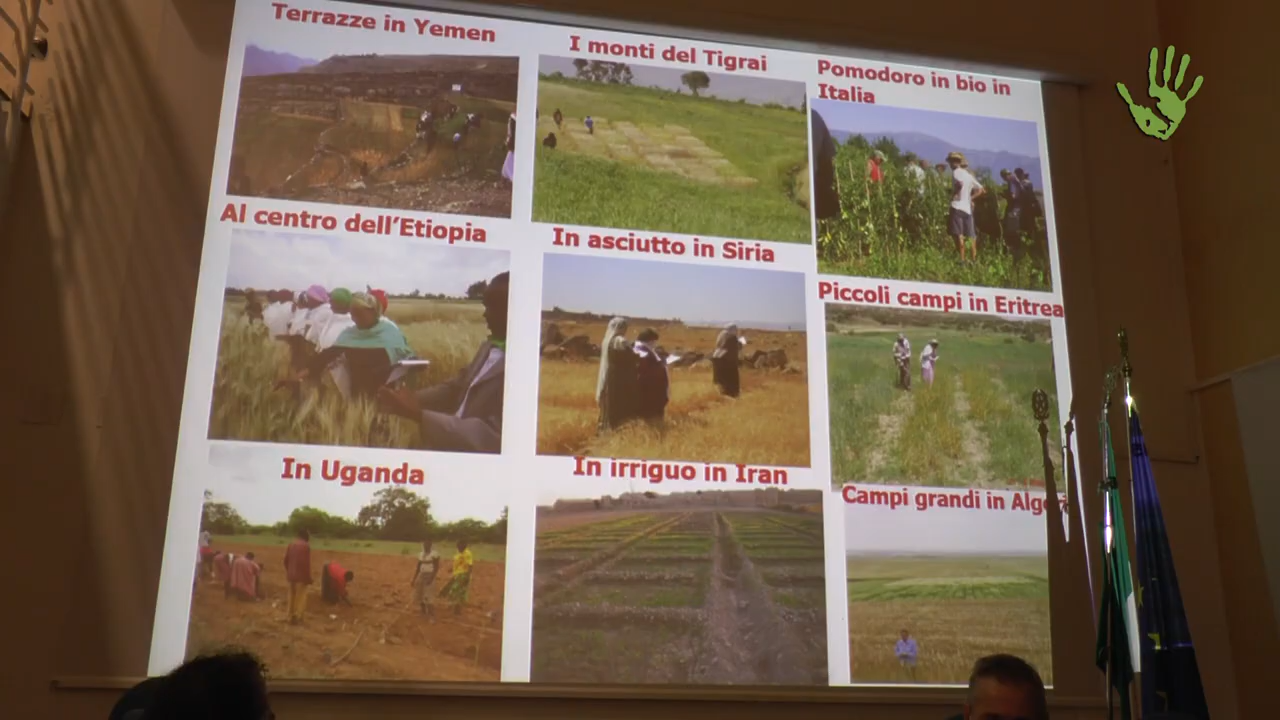 Terrazze in Yemen
I monti del Tigrai
Pomodoro in bio in
Italia
Al centro dell'Etiopia
In asciutto in Siria
Piccoli campi in Eritrea
In Uganda
In irriguo in Iran
Campi grandi in